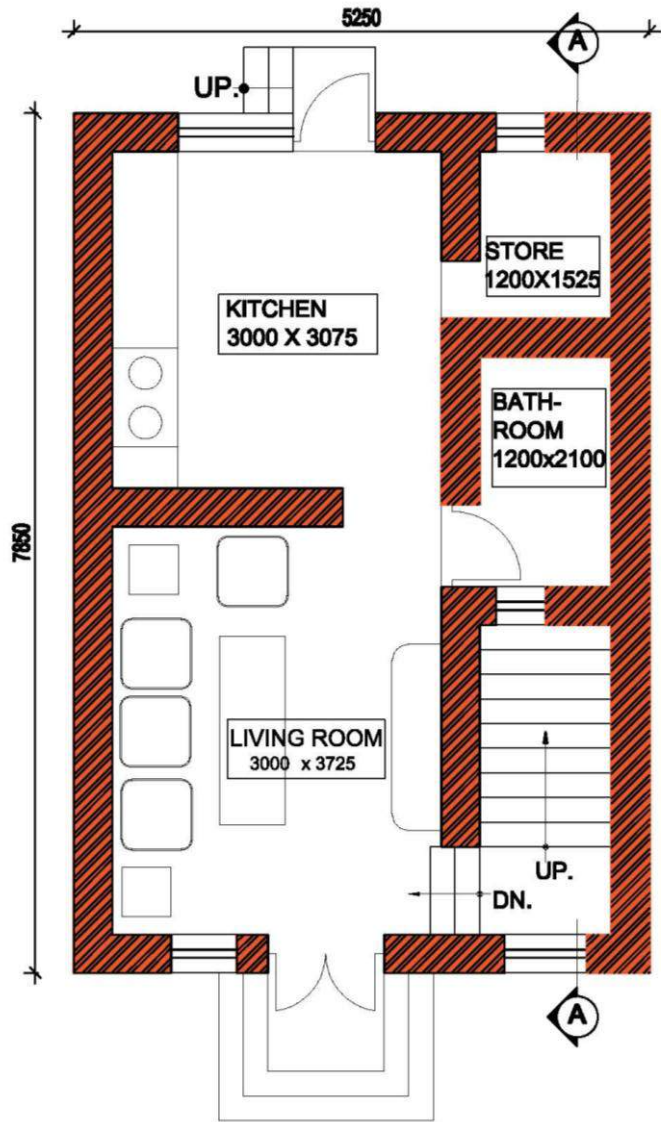 5250
A
UP.
STORE
1200X1525
KITCHEN
3000 X 3075
BATH-
ROOM
1200x2100
7850
LIVING ROOM
3000 x 3725
UP.
DN.
A